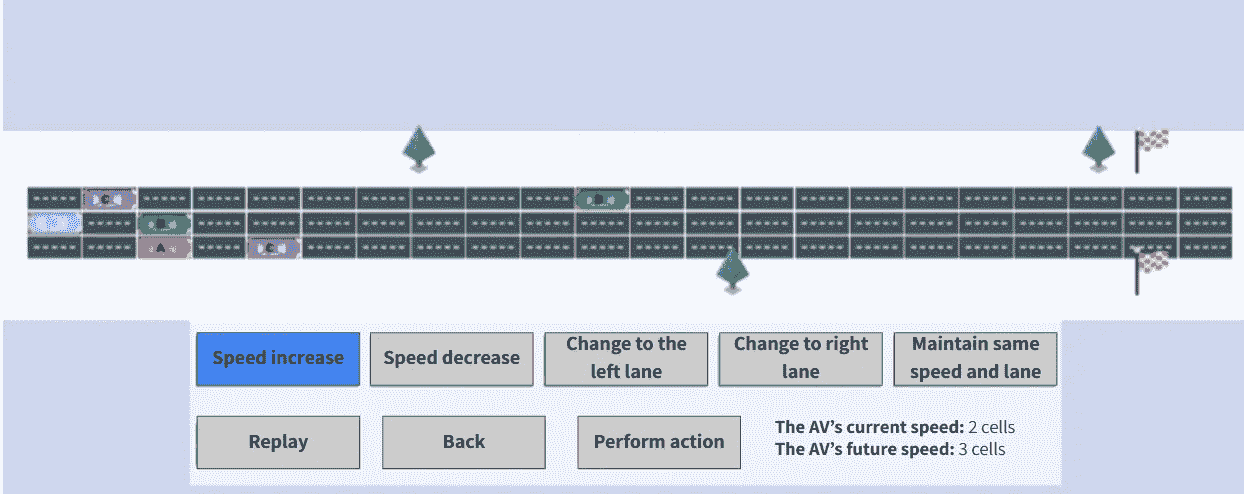 Speed increase
Speed decrease
Change to the
left lane
Change to right
lane
Maintain same
speed and lane
Replay
Back
Perform action
The AV’s current speed: 2 cells
The AV’s future speed: 3 cells